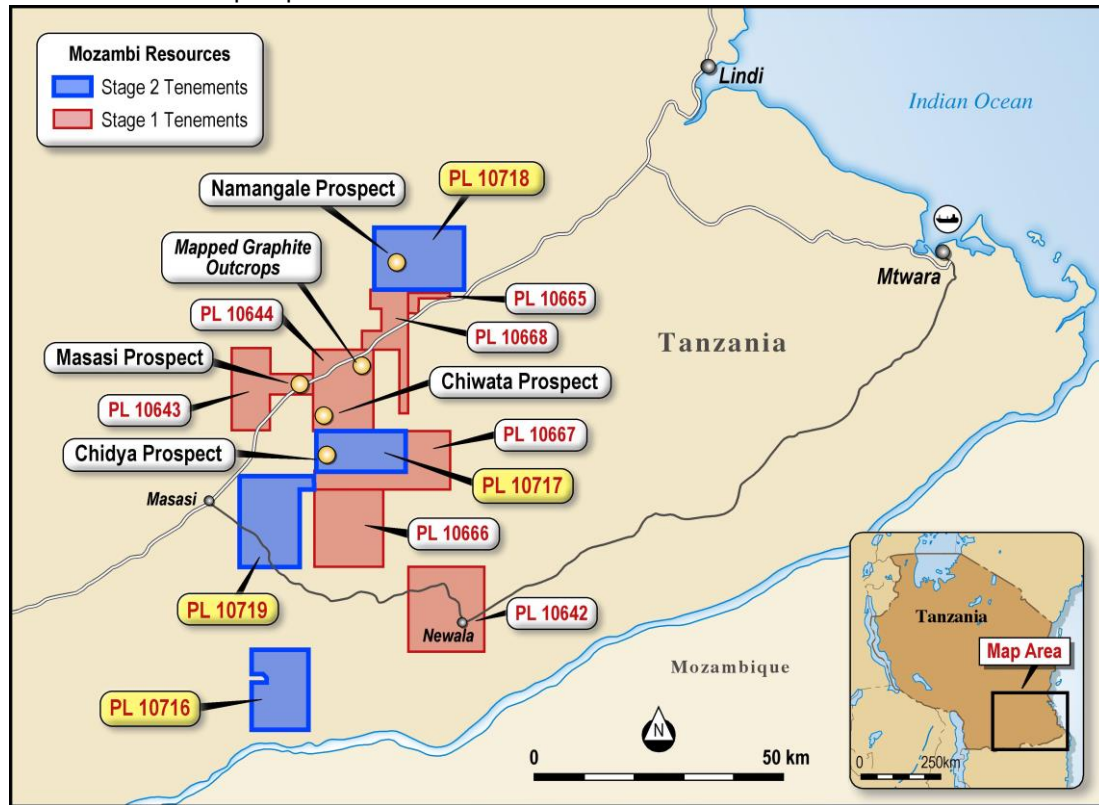 Mozambi Resources
Stage 2 Tenements
Stage 1 Tenements
Lindi
Indian Ocean
Namangale Prospect
PL 10718
Mapped Graphite
Outcrops
Mtwara
PL 10665
PL 10644
PL 10668
Tanzania
Masasi Prospect
Chiwata Prospect
PL 10643
PL 10667
Chidya Prospect
PL 10717
Masasi
PL 10666
PL 10719
PL 10642
Newala
Mozambique
PL 10716
N
0 50 km
Tanzania
Map Area
0 250km